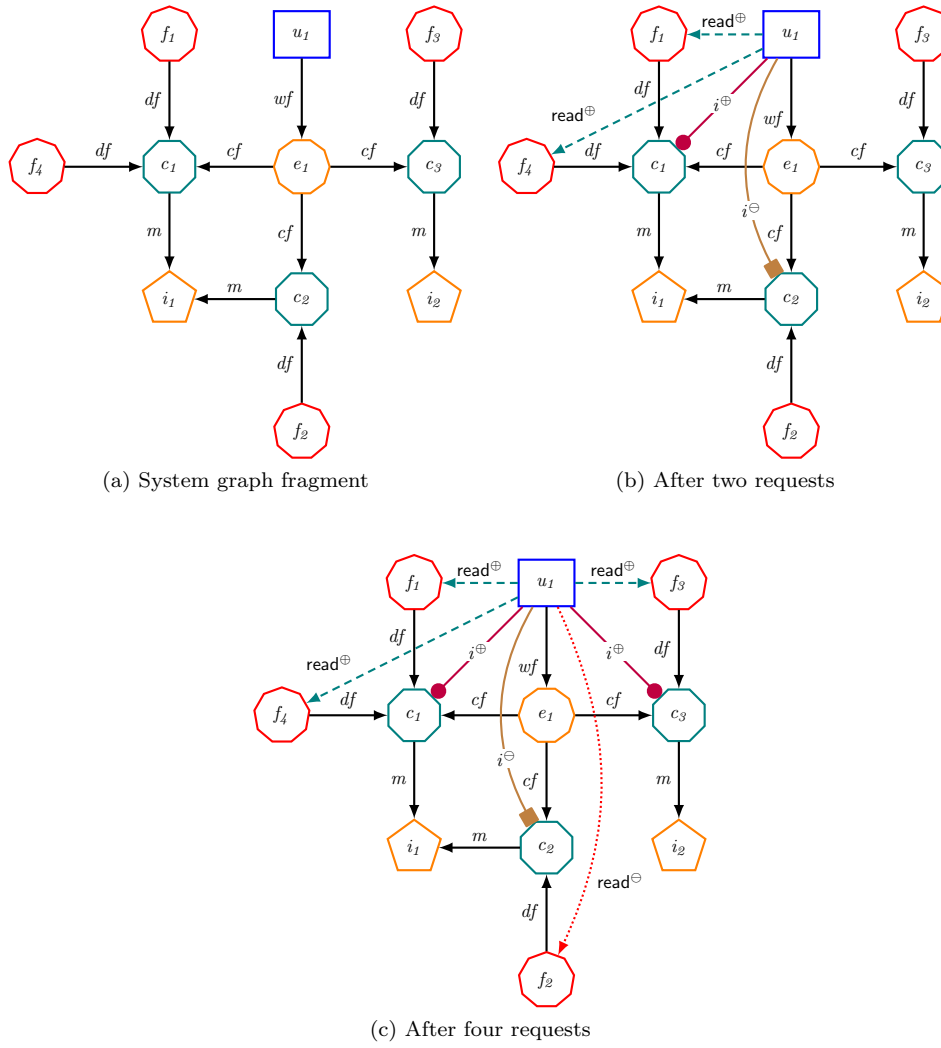 f1 u1 f3
df wf df
f4 df c1 cf e1 cf c3
m cf m
i1 m c2 i2
df
f2
(a) System graph fragment
f1 read⊕ u1 f3
df i⊕ df
read⊕ wf
f4 df c1 cf e1 cf c3
i⊖
m cf m
i1 m c2 i2
df
f2
(b) After two requests
f1 read⊕ u1 read⊕ f3
df i⊕ wf i⊕ df
read⊕
f4 df c1 cf e1 cf c3
i⊖
m cf m
i1 m c2 i2
read⊖
df
f2
(c) After four requests